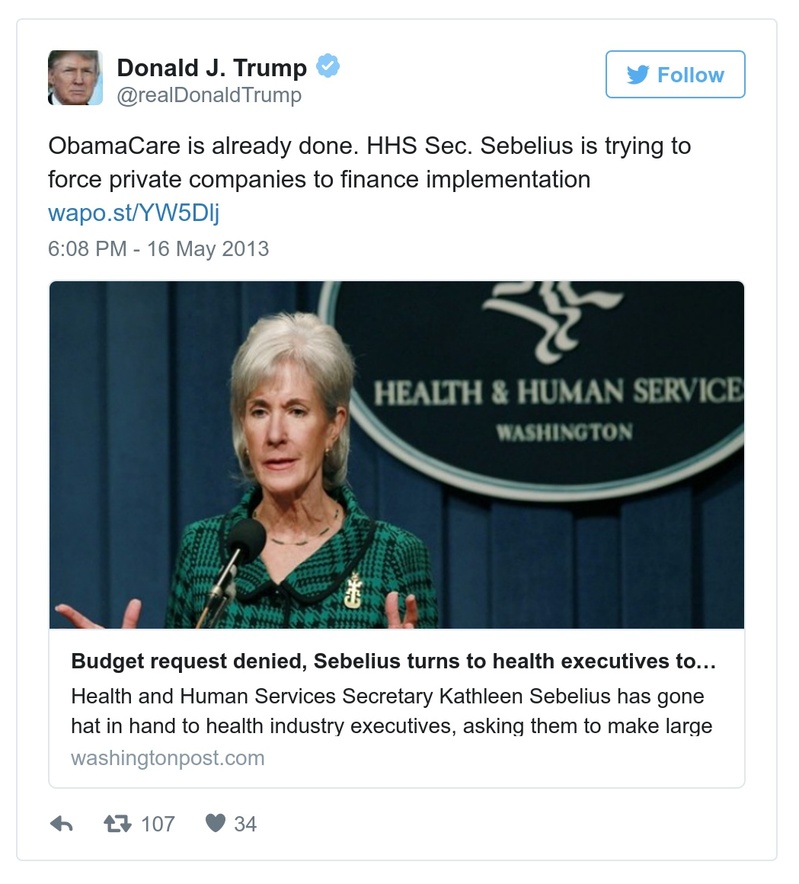 Donald J. Trump
@realDonaldTrump
Follow
ObamaCare is already done. HHS Sec. Sebelius is trying to
force private companies to finance implementation
wapo.st/YW5Dlj
6:08 PM - 16 May 2013
HEALTH & HUMAN SERVICE
WASHINGTON
Budget request denied, Sebelius turns to health executives to…
Health and Human Services Secretary Kathleen Sebelius has gone
hat in hand to health industry executives, asking them to make large
washingtonpost.com
107 34